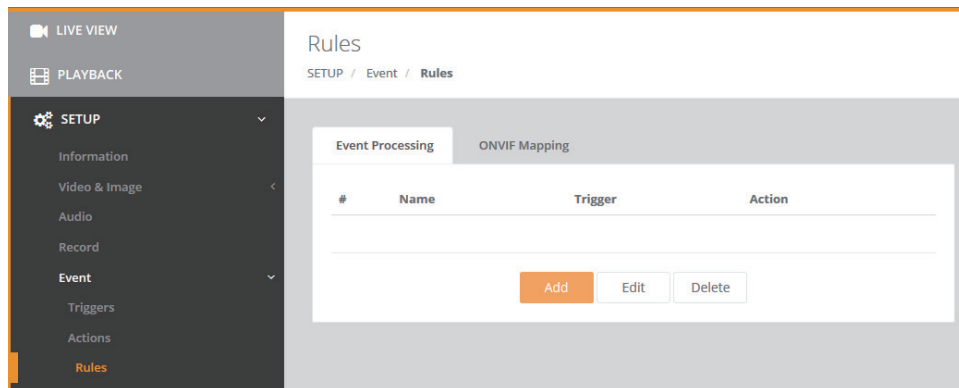 LIVE VIEW
PLAYBACK
SETUP
Information
Video & Image
Audio
Record
Event
Triggers
Actions
Rules
Rules
SETUP / Event / Rules
Event Processing ONVIF Mapping
# Name Trigger Action
Add Edit Delete